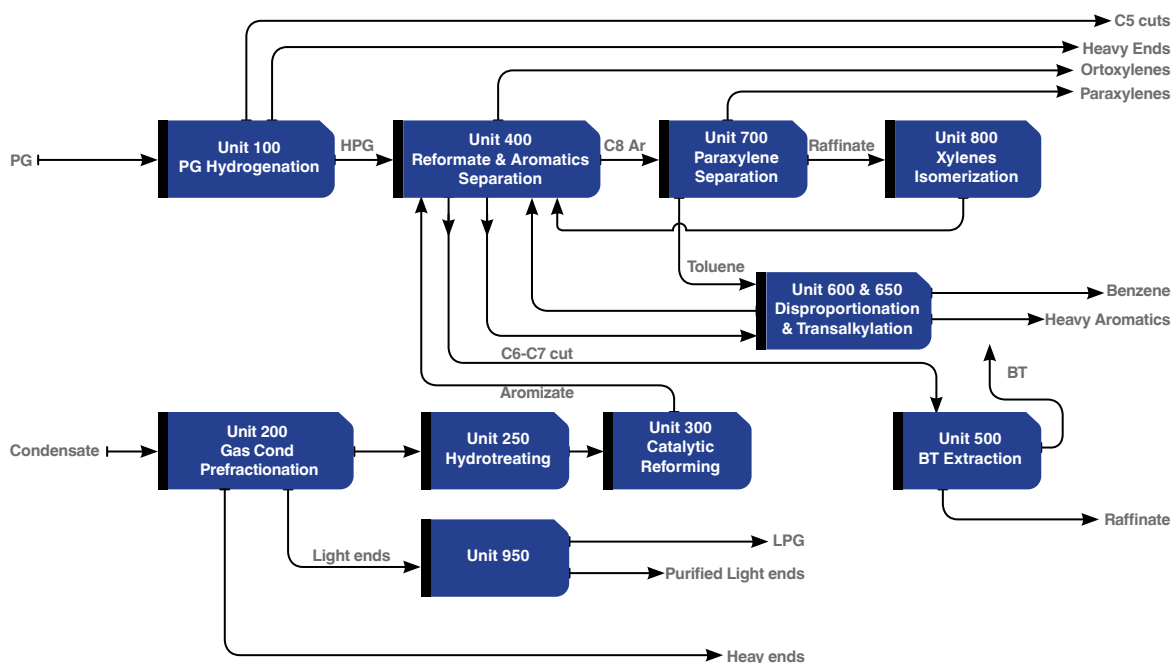 C5 cuts
Heavy Ends
Ortoxylenes
Paraxylenes
PG
Unit 100
PG Hydrogenation
HPG
Unit 400
Reformate & Aromatics
Separation
C8 Ar
Unit 700
Paraxylene
Separation
Raffinate
Unit 800
Xylenes
Isomerization
Toluene
Unit 600 & 650
Disproportionation
& Transalkylation
Benzene
Heavy Aromatics
C6-C7 cut
BT
Aromizate
Condensate
Unit 200
Gas Cond
Prefractionation
Unit 250
Hydrotreating
Unit 300
Catalytic
Reforming
Unit 500
BT Extraction
Raffinate
Light ends
Unit 950
LPG
Purified Light ends
Heay ends